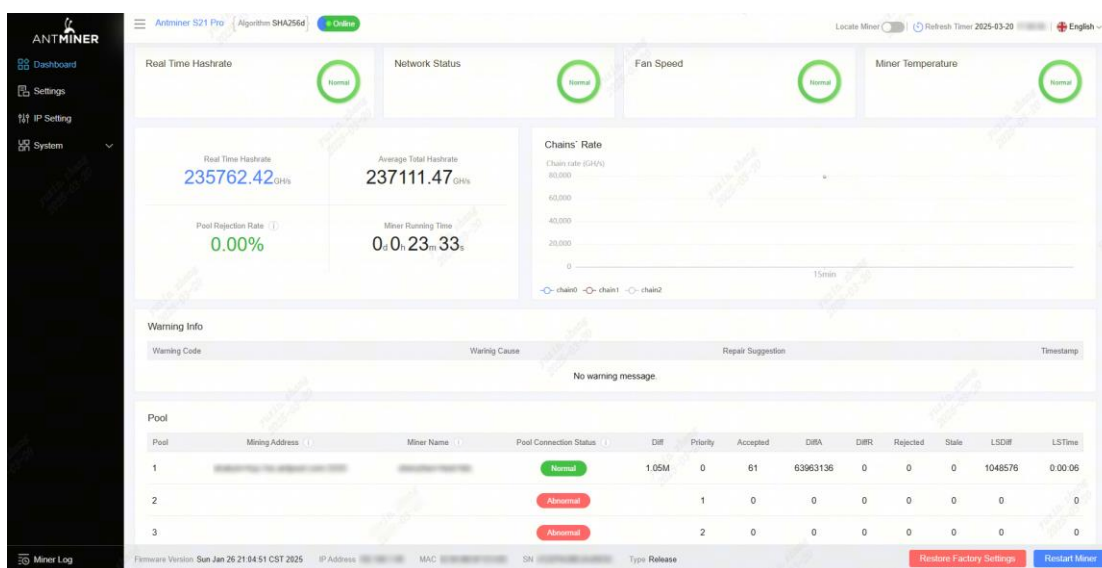 ANTMINER
Antminer S21 Pro Algorithm SHA256d Online Locate Miner Refresh Timer 2025-03-20 English
Dashboard
Settings
IP Setting
System
Real Time Hashrate Normal
Network Status Normal
Fan Speed Normal
Miner Temperature Normal
Real Time Hashrate
235762.42 GH/s
Average Total Hashrate
237111.47 GH/s
Pool Rejection Rate
0.00%
Miner Running Time
0d 0h 23m 33s
Chains` Rate
Chain rate (GH/s)
80,000
60,000
40,000
20,000
0
15min
chain0 chain1 chain2
Warning Info
Warning Code Warinig Cause Repair Suggestion Timestamp
No warning message.
Pool
Pool Mining Address Miner Name Pool Connection Status Diff Priority Accepted DiffA DiffR Rejected Stale LSDiff LSTime
1 Normal 1.05M 0 61 63963136 0 0 0 1048576 0:00:06
2 Abnormal 1 0 0 0 0 0 0 0
3 Abnormal 2 0 0 0 0 0 0 0
Miner Log
Firmware Version Sun Jan 26 21:04:51 CST 2025 IP Address MAC SN Type Release
Restore Factory Settings Restart Miner